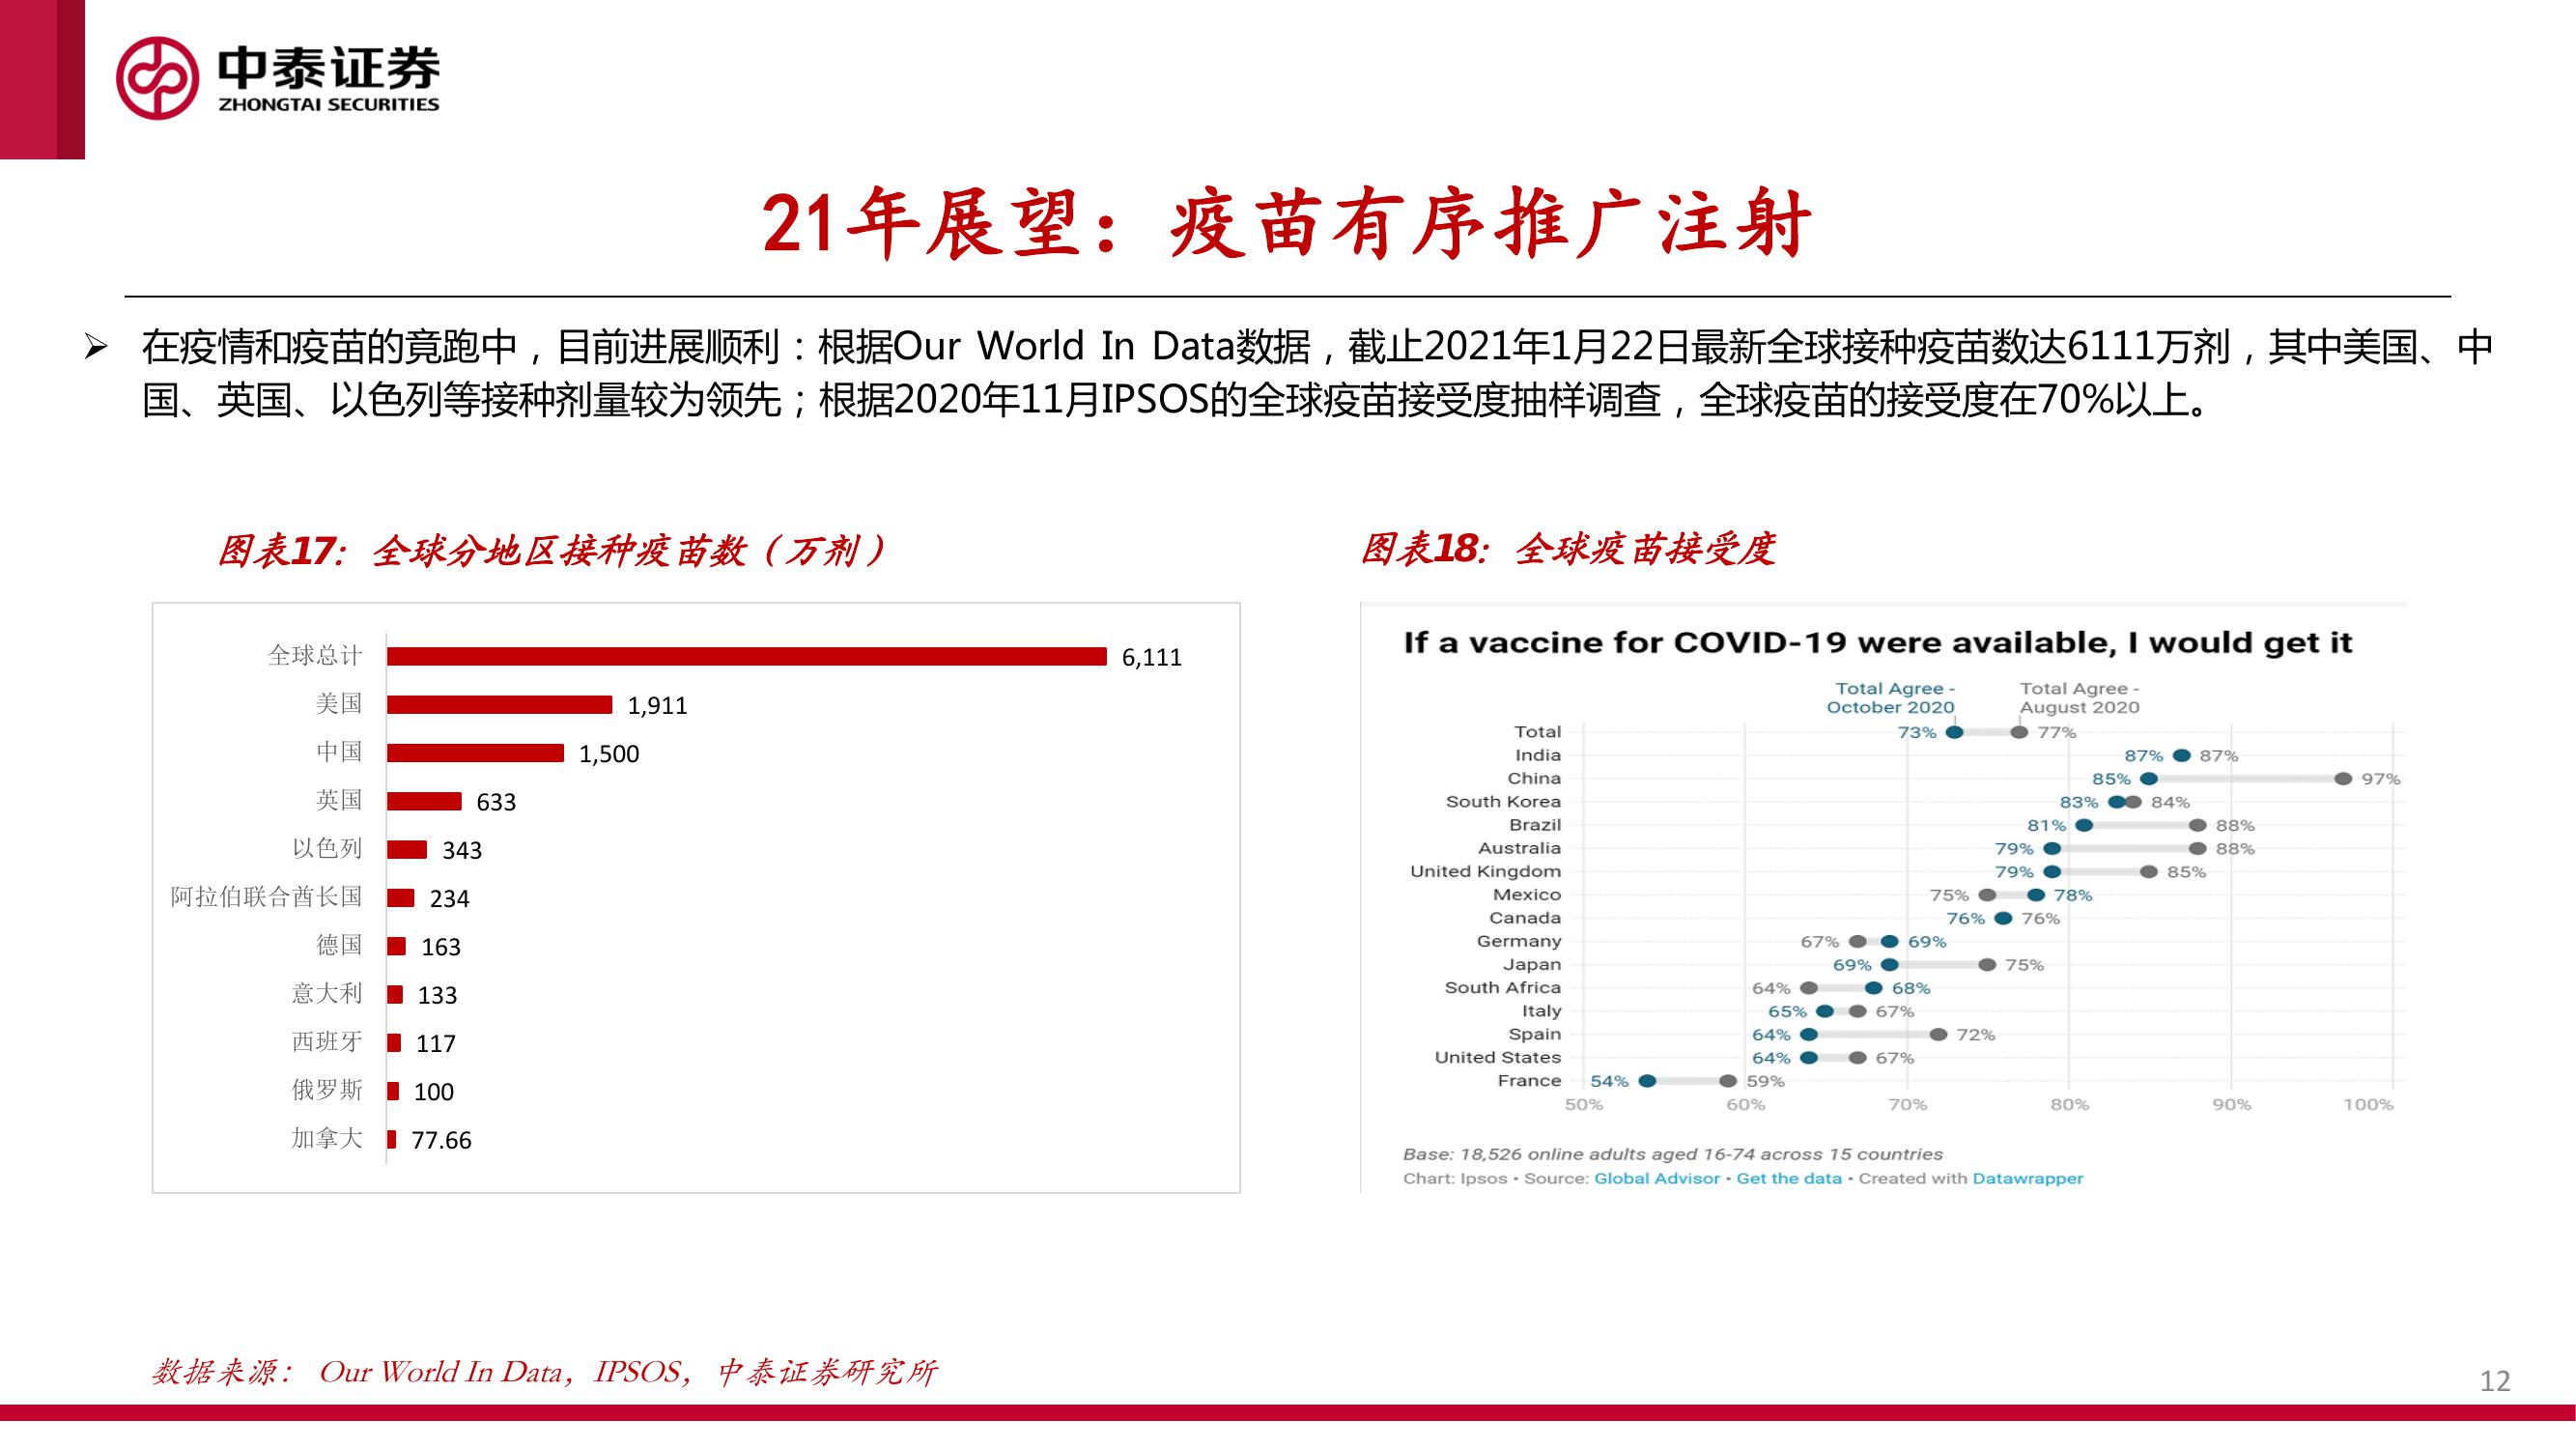 中泰证券
ZHONGTAI SECURITIES
21年展望：疫苗有序推广注射
➢ 在疫情和疫苗的竟跑中，目前进展顺利：根据Our World In Data数据，截止2021年1月22日最新全球接种疫苗数达6111万剂，其中美国、中
国、英国、以色列等接种剂量较为领先；根据2020年11月IPSOS的全球疫苗接受度抽样调查，全球疫苗的接受度在70%以上。
图表17：全球分地区接种疫苗数（万剂）
全球总计 6,111
美国 1,911
中国 1,500
英国 633
以色列 343
阿拉伯联合酋长国 234
德国 163
意大利 133
西班牙 117
俄罗斯 100
加拿大 77.66
图表18：全球疫苗接受度
If a vaccine for COVID-19 were available, I would get it
Total Agree - Total Agree -
October 2020 August 2020
Total 73% 77%
India 87% 87%
China 85% 97%
South Korea 83% 84%
Brazil 81% 88%
Australia 79% 88%
United Kingdom 79% 85%
Mexico 75% 78%
Canada 76% 76%
Germany 67% 69%
Japan 69% 75%
South Africa 64% 68%
Italy 65% 67%
Spain 64% 72%
United States 64% 67%
France 54% 59%
50% 60% 70% 80% 90% 100%
Base: 18,526 online adults aged 16-74 across 15 countries
Chart: Ipsos • Source: Global Advisor • Get the data • Created with Datawrapper
数据来源： Our World In Data，IPSOS，中泰证券研究所
12